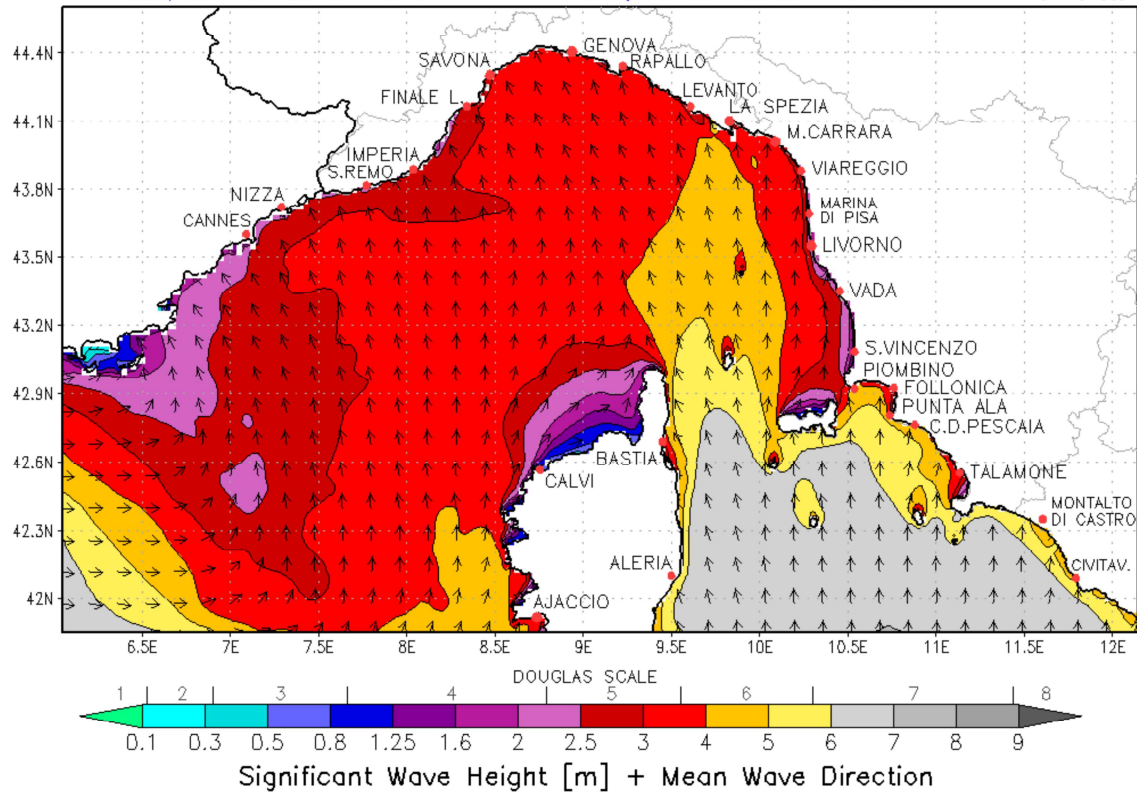 44.4N
44.1N
43.8N
43.5N
43.2N
42.9N
42.6N
42.3N
42N
GENOVA
SAVONA
RAPALLO
FINALE L.
LEVANTO
LA SPEZIA
M.CARRARA
IMPERIA
S.REMO
VIAREGGIO
NIZZA
MARINA
DI PISA
CANNES
LIVORNO
VADA
S.VINCENZO
PIOMBINO
FOLLONICA
PUNTA ALA
C.D.PESCAIA
BASTIA
CALVI
TALAMONE
MONTALTO
DI CASTRO
ALERIA
CIVITAV.
AJACCIO
6.5E 7E 7.5E 8E 8.5E 9E 9.5E 10E 10.5E 11E 11.5E 12E
DOUGLAS SCALE
1 2 3 4 5 6 7 8
0.1 0.3 0.5 0.8 1.25 1.6 2 2.5 3 4 5 6 7 8 9
Significant Wave Height [m] + Mean Wave Direction